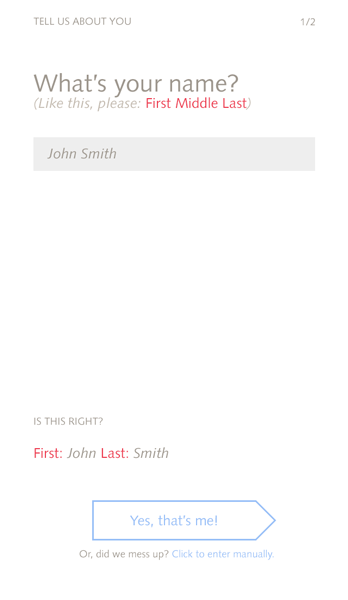 TELL US ABOUT YOU 1/2
What's your name?
(Like this, please: First Middle Last)
John Smith
IS THIS RIGHT?
First: John Last: Smith
Yes, that's me!
Or, did we mess up? Click to enter manually.